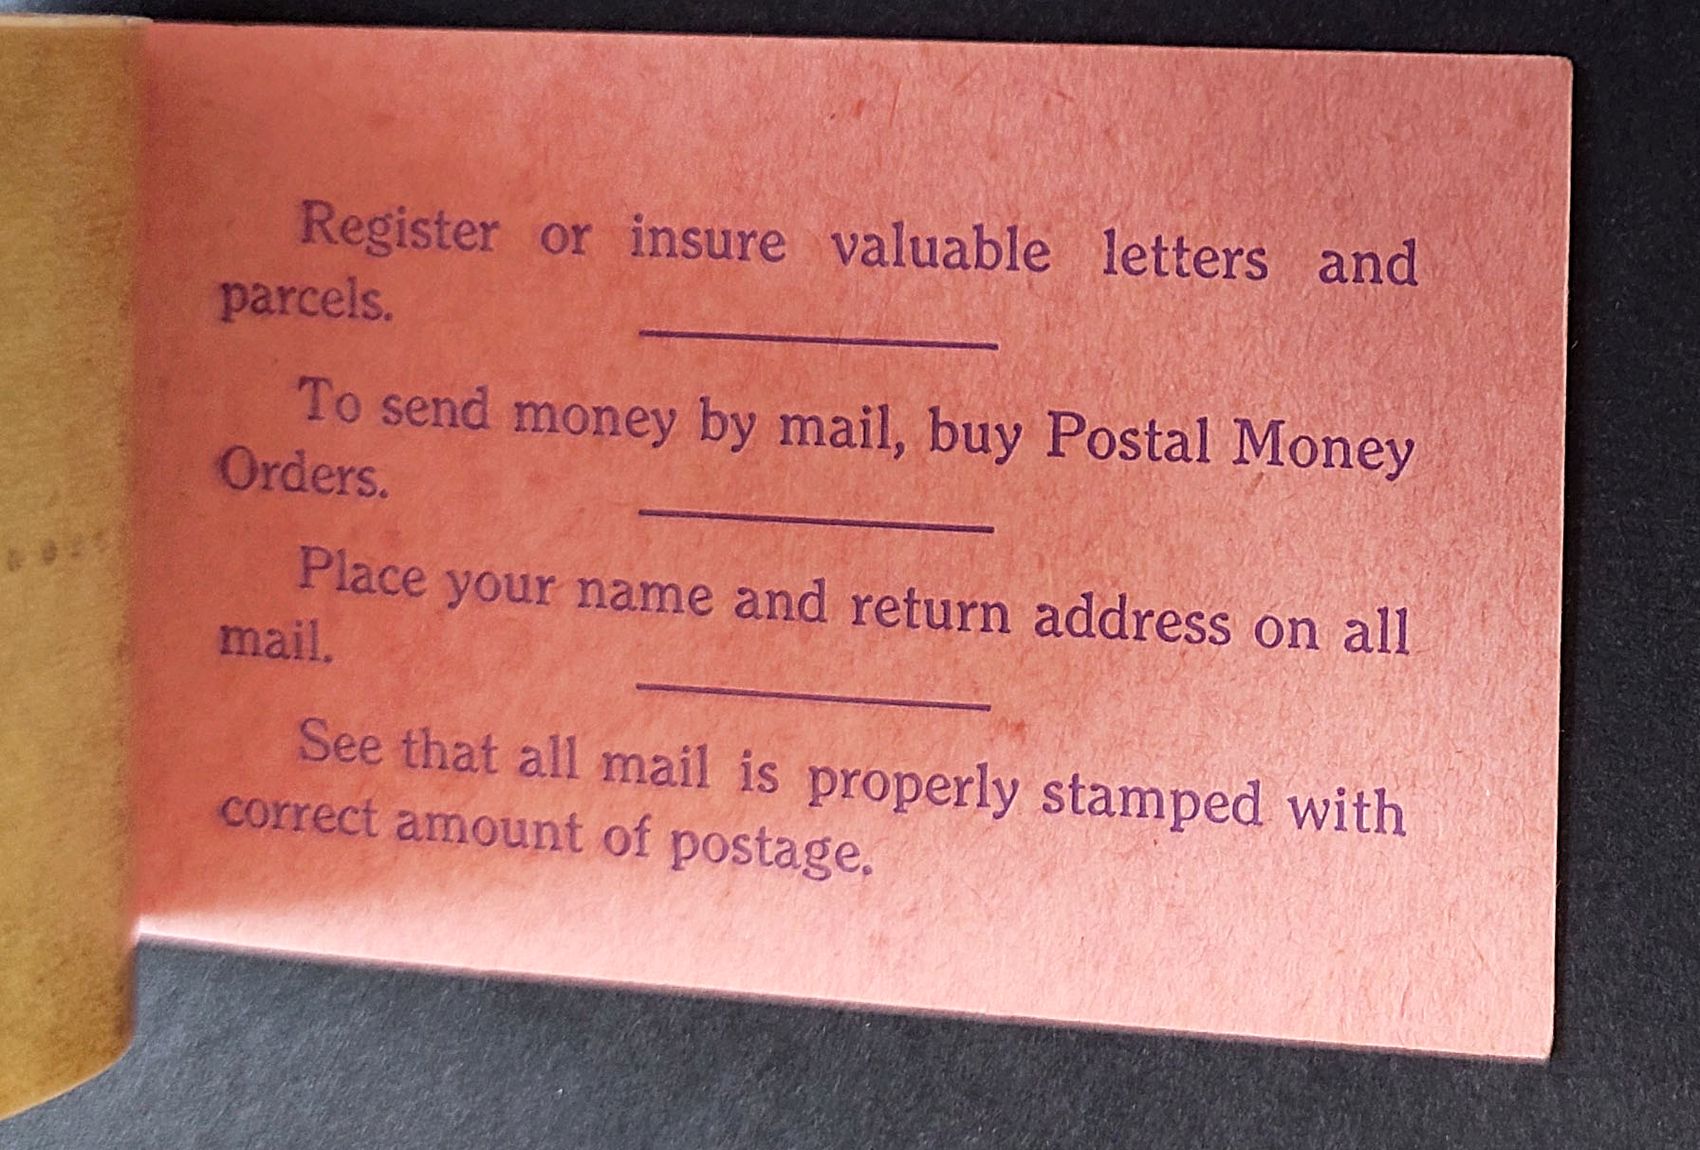 Register or insure valuable letters and
parcels.
To send money by mail, buy Postal Money
Orders.
Place your name and return address on all
mail.
See that all mail is properly stamped with
correct amount of postage.